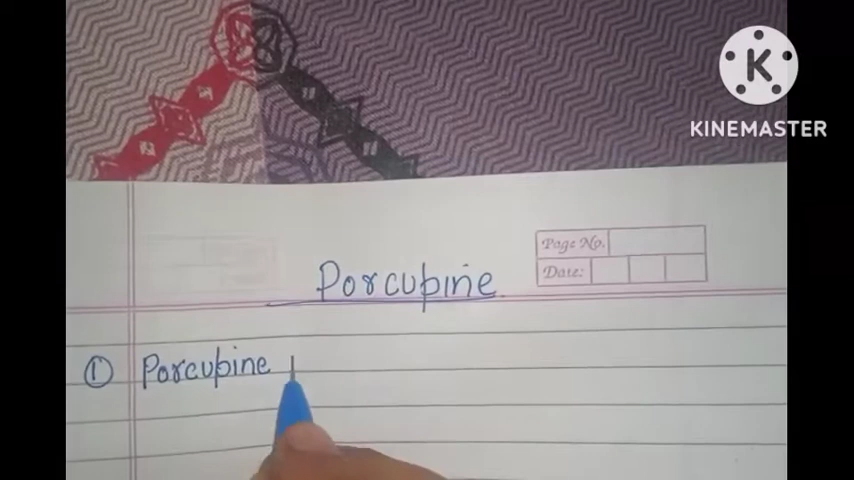 K
KINEMASTER
Page No.
Porcupine
Date:
① Porcupine